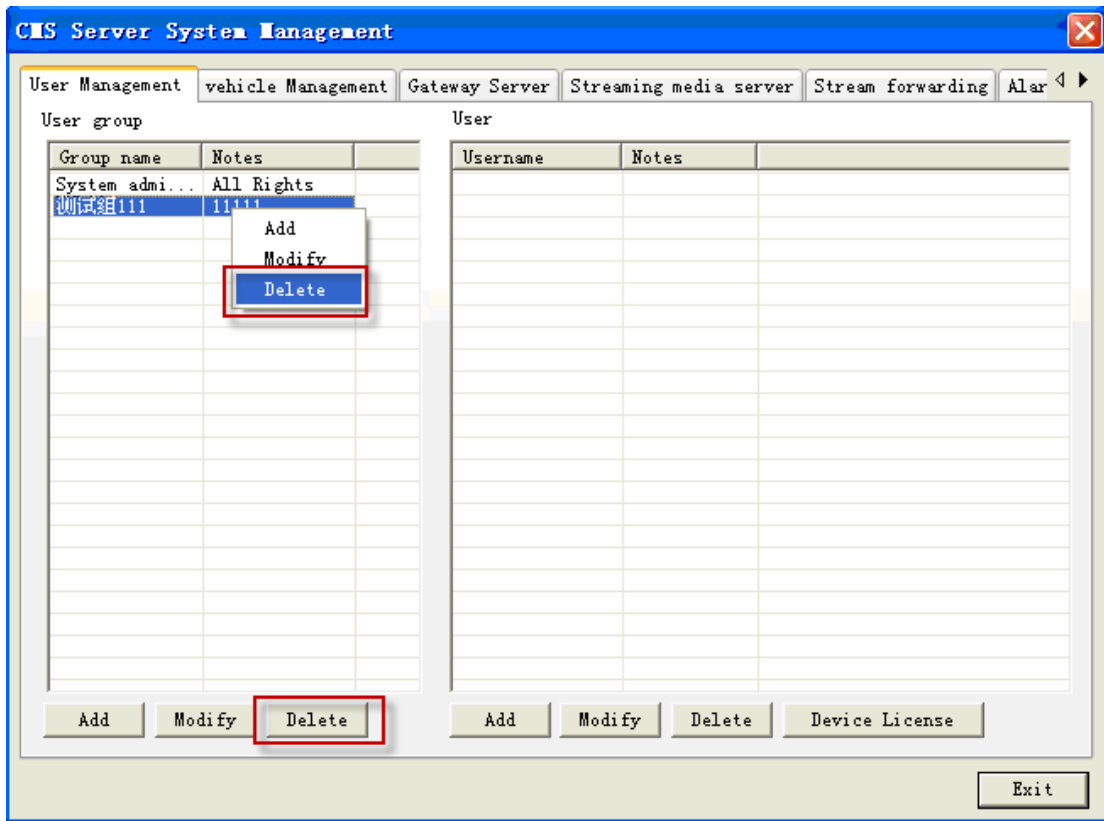 CMS Server System Management
User Management vehicle Management Gateway Server Streaming media server Stream forwarding Alar
User group
User
Group name Notes
Username Notes
System admi... All Rights
测试组111 11111
Add
Modify
Delete
Add Modify Delete
Add Modify Delete Device License
Exit